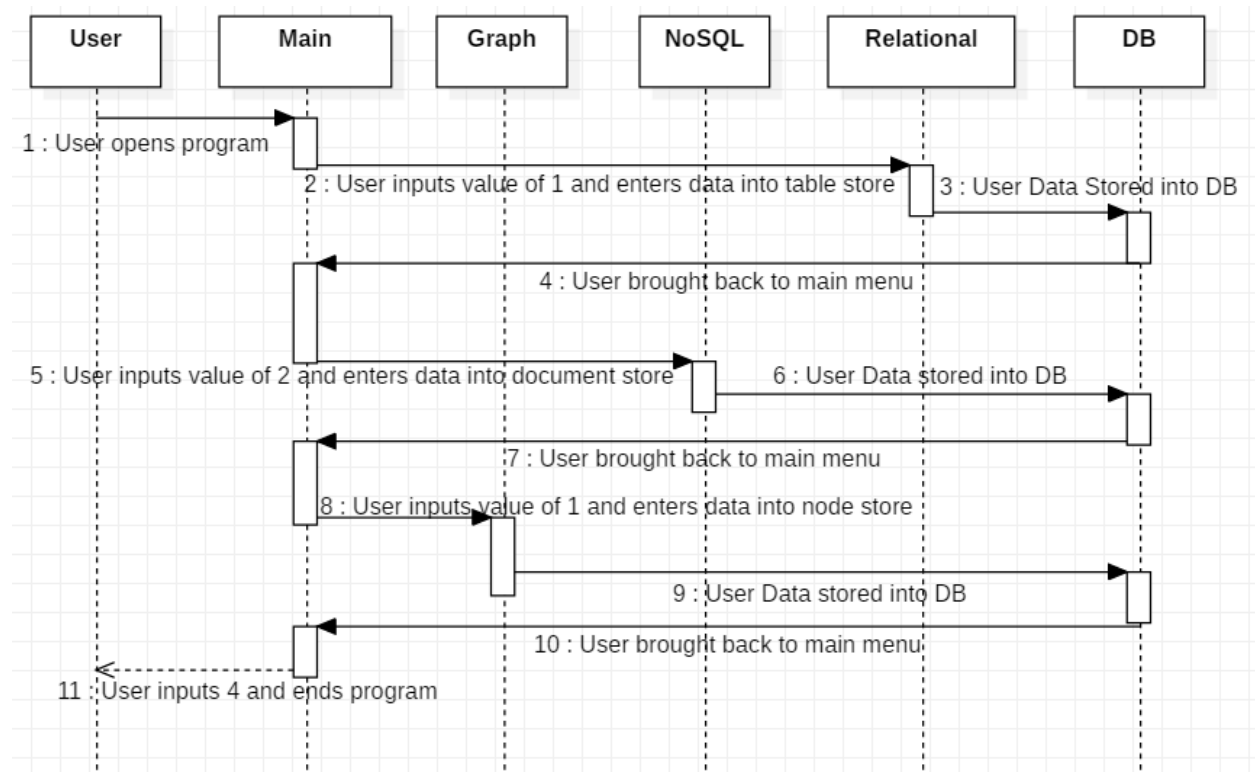 User
Main
Graph
NoSQL
Relational
DB
1 : User opens program
2 : User inputs value of 1 and enters data into table store
3 : User Data Stored into DB
4 : User brought back to main menu
5 : User inputs value of 2 and enters data into document store
6 : User Data stored into DB
7 : User brought back to main menu
8 : User inputs value of 1 and enters data into node store
9 : User Data stored into DB
10 : User brought back to main menu
11 : User inputs 4 and ends program